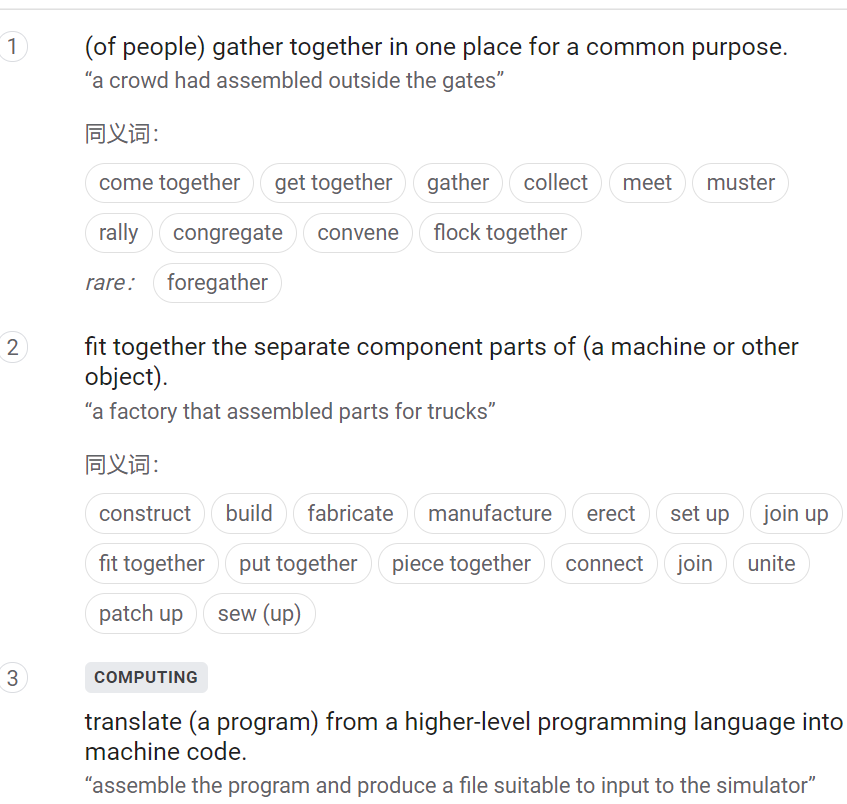 1 (of people) gather together in one place for a common purpose.
“a crowd had assembled outside the gates”
同义词：
come together get together gather collect meet muster
rally congregate convene flock together
rare： foregather
2 fit together the separate component parts of (a machine or other
object).
“a factory that assembled parts for trucks”
同义词：
construct build fabricate manufacture erect set up join up
fit together put together piece together connect join unite
patch up sew (up)
3 COMPUTING
translate (a program) from a higher-level programming language into
machine code.
“assemble the program and produce a file suitable to input to the simulator”